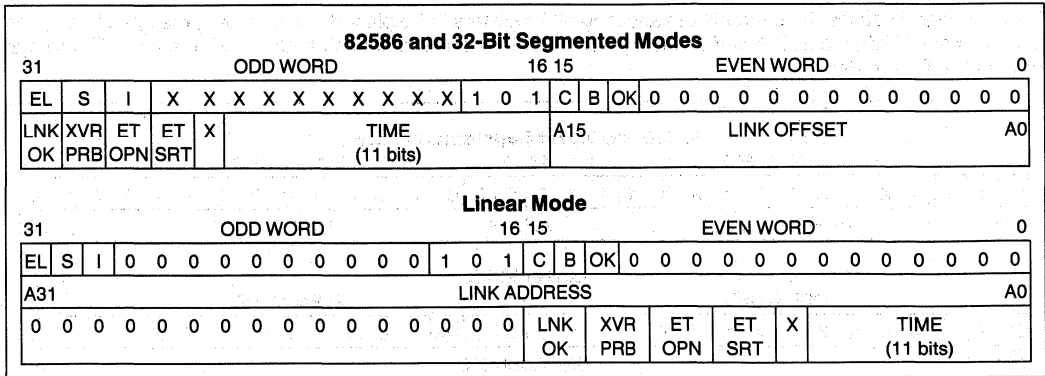 82586 and 32-Bit Segmented Modes
31 ODD WORD 16 15 EVEN WORD 0
EL S I X X X X X X X X X X 1 0 1 C B OK 0 0 0 0 0 0 0 0 0 0 0 0 0
LNK XVR ET ET X TIME A15 LINK OFFSET A0
OK PRB OPN SRT (11 bits)
Linear Mode
31 ODD WORD 16 15 EVEN WORD 0
EL S I 0 0 0 0 0 0 0 0 0 0 1 0 1 C B OK 0 0 0 0 0 0 0 0 0 0 0 0 0
A31 LINK ADDRESS A0
0 0 0 0 0 0 0 0 0 0 0 0 0 0 0 0 LNK XVR ET ET X TIME
OK PRB OPN SRT (11 bits)